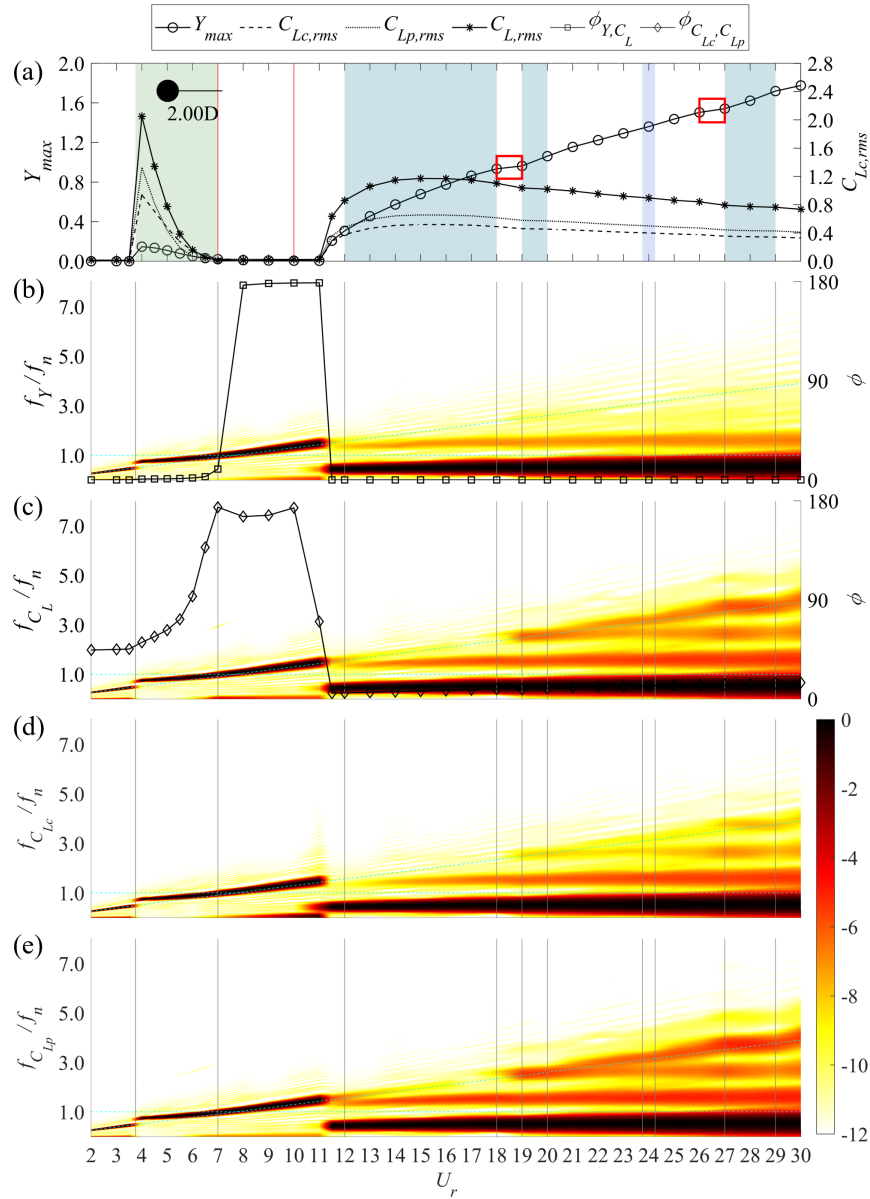 Y_max C_Lc,rms C_Lp,rms C_L,rms ϕ_Y,C_L ϕ_C_Lc,C_Lp
(a)
2.00D
2.0 1.6 1.2 0.8 0.4 0.0
Y_max
2.8 2.4 2.0 1.6 1.2 0.8 0.4 0.0
C_Lc,rms
(b)
7.0 5.0 3.0 1.0
f_Y/f_n
180 90 0
ϕ
(c)
7.0 5.0 3.0 1.0
f_C_L/f_n
180 90 0
ϕ
(d)
7.0 5.0 3.0 1.0
f_C_Lc/f_n
(e)
7.0 5.0 3.0 1.0
f_C_Lp/f_n
0 -2 -4 -6 -8 -10 -12
2 3 4 5 6 7 8 9 10 11 12 13 14 15 16 17 18 19 20 21 22 23 24 25 26 27 28 29 30
U_r